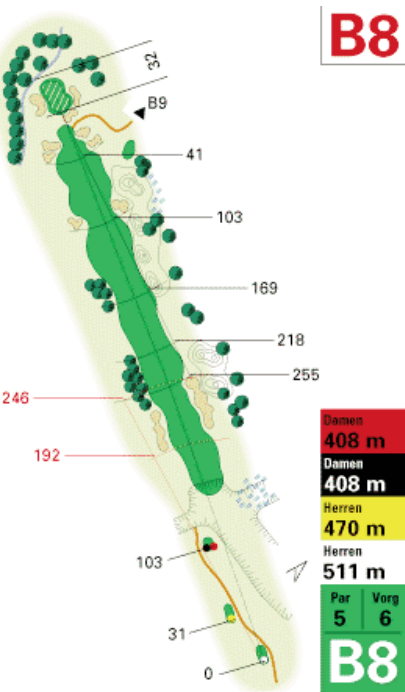 B8
32
B9
41
103
169
218
255
246
192
103
31
0
Damen
408 m
Damen
408 m
Herren
470 m
Herren
511 m
Par Vorg
5 6
B8